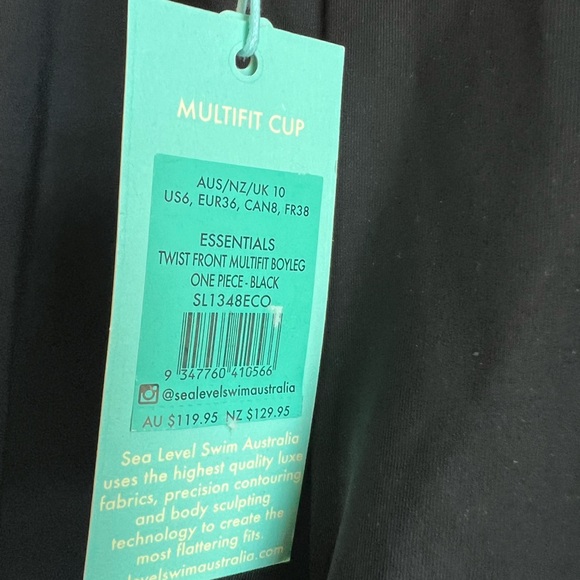 MULTIFIT CUP
AUS/NZ/UK 10
US6, EUR36, CAN8, FR38
ESSENTIALS
TWIST FRONT MULTIFIT BOYLEG
ONE PIECE - BLACK
SL1348ECO
9 347760 410566
@sealevelswimaustralia
AU $119.95 NZ $129.95
Sea Level Swim Australia
uses the highest quality luxe
fabrics, precision contouring
and body sculpting
technology to create the
most flattering fits.
levelswimaustralia.com